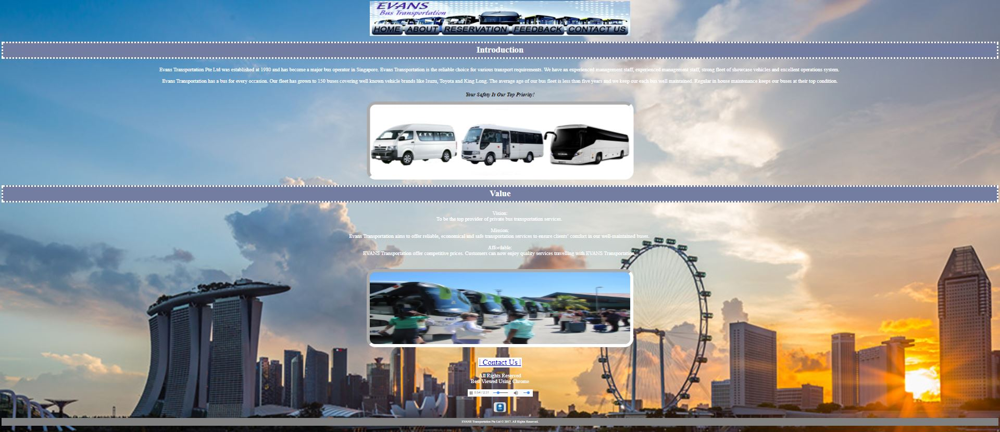 EVANS
Bus Transportation
HOME ABOUT RESERVATION FEEDBACK CONTACT US
Introduction
Evans Transportation Pte Ltd was established at 1980 and has become a major bus operator in Singapore. Evans Transportation is the reliable choice for various transport requirements. We have an experienced management staff, experienced management staff, strong fleet of showcase vehicles and excellent operations system.
Evans Transportation has a bus for every occasion. Our fleet has grown to 150 buses covering well known vehicle brands like Isuzu, Toyota and King Long. The average age of our bus fleet is less than five years and we keep our each bus well maintained. Regular in house maintenance keeps our buses at their top condition.
Your Safety Is Our Top Priority!
Value
Vision:
To be the top provider of private bus transportation services.
Mission:
Evans Transportation aims to offer reliable, economical and safe transportation services to ensure clients' comfort in our well-maintained buses.
Affordable:
EVANS Transportation offer competitive prices. Customers can now enjoy quality services travelling with EVANS Transportation.
| Contact Us |
All Rights Reserved
Best Viewed Using Chrome
0:54 / 2:31
EVANS Transportation Pte Ltd © 2017. All Rights Reserved.